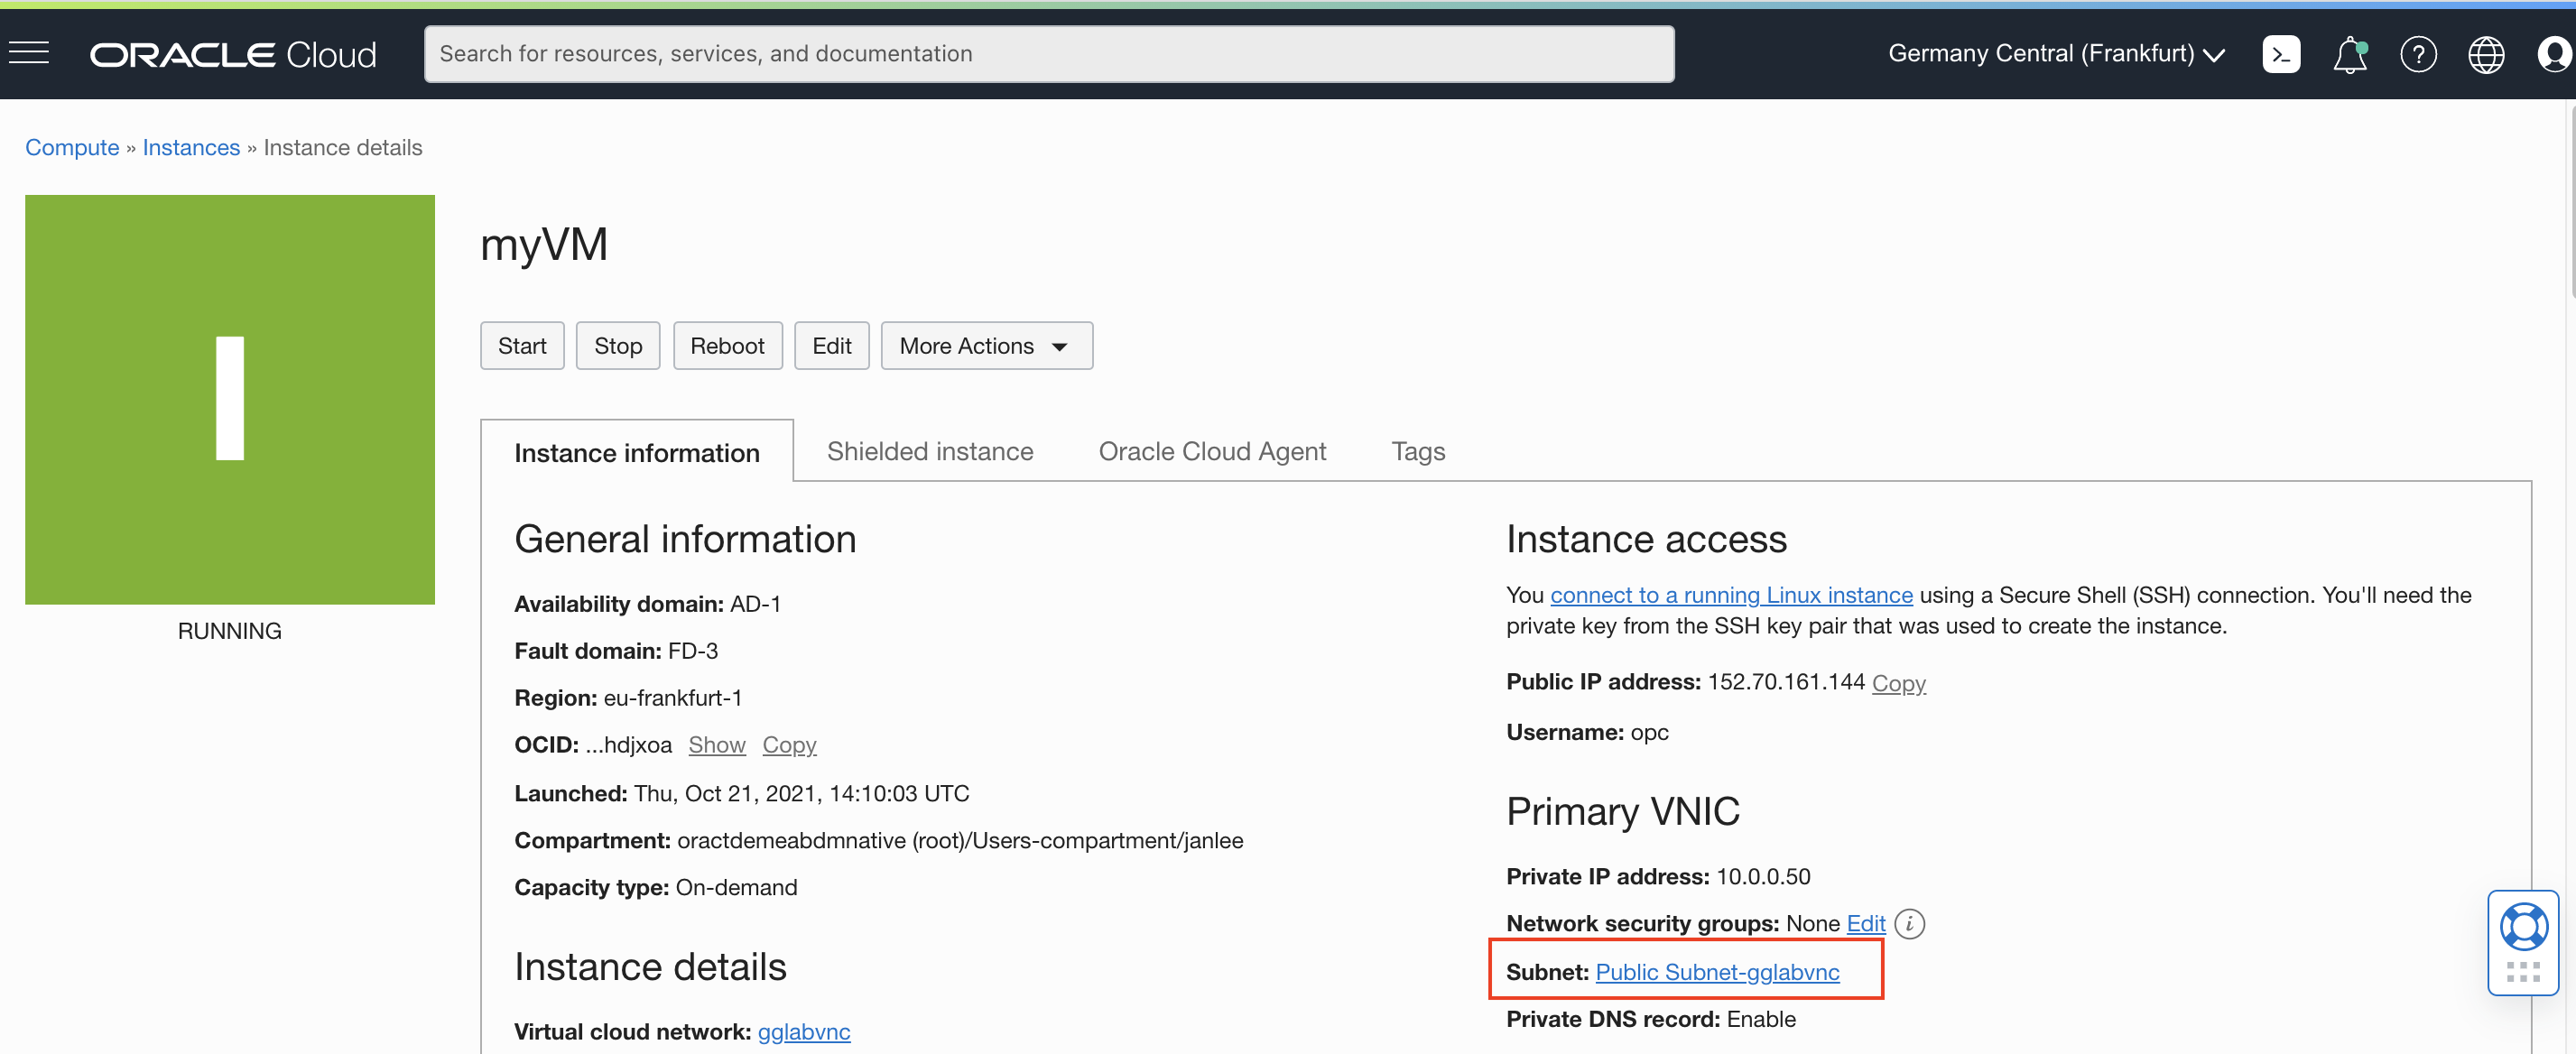 ORACLE Cloud
Search for resources, services, and documentation
Germany Central (Frankfurt)
Compute » Instances » Instance details
I
RUNNING
myVM
Start Stop Reboot Edit More Actions
Instance information Shielded instance Oracle Cloud Agent Tags
General information
Availability domain: AD-1
Fault domain: FD-3
Region: eu-frankfurt-1
OCID: ...hdjxoa Show Copy
Launched: Thu, Oct 21, 2021, 14:10:03 UTC
Compartment: oractdemeabdmnative (root)/Users-compartment/janlee
Capacity type: On-demand
Instance details
Virtual cloud network: gglabvnc
Instance access
You connect to a running Linux instance using a Secure Shell (SSH) connection. You'll need the
private key from the SSH key pair that was used to create the instance.
Public IP address: 152.70.161.144 Copy
Username: opc
Primary VNIC
Private IP address: 10.0.0.50
Network security groups: None Edit i
Subnet: Public Subnet-gglabvnc
Private DNS record: Enable